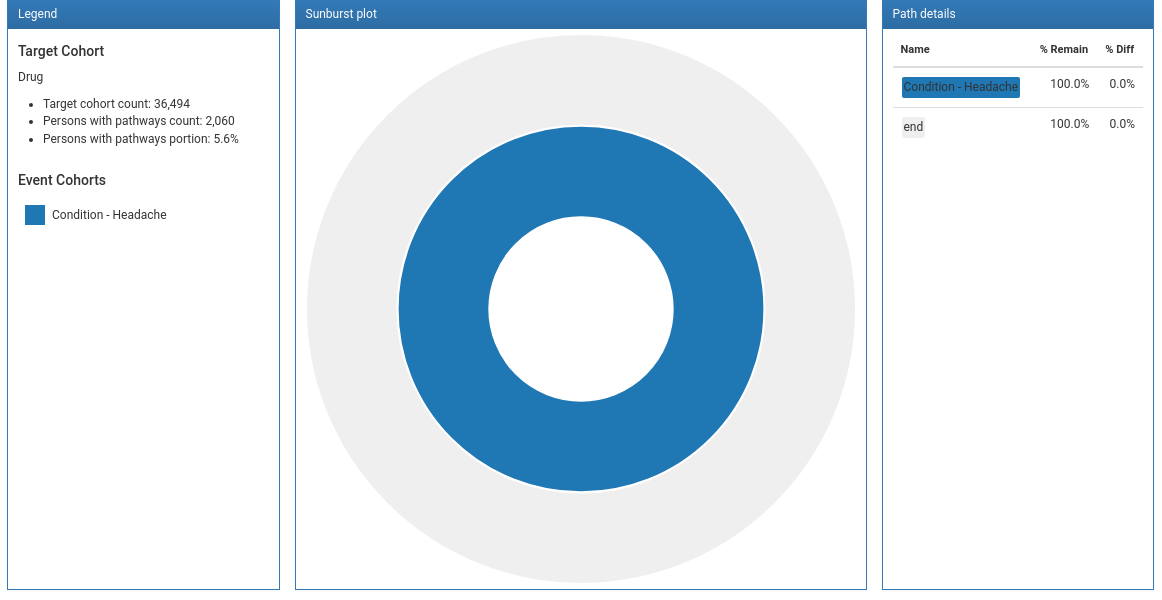 Legend
Target Cohort
Drug
Target cohort count: 36,494
Persons with pathways count: 2,060
Persons with pathways portion: 5.6%
Event Cohorts
Condition - Headache
Sunburst plot
Path details
Name % Remain % Diff
Condition - Headache 100.0% 0.0%
end 100.0% 0.0%